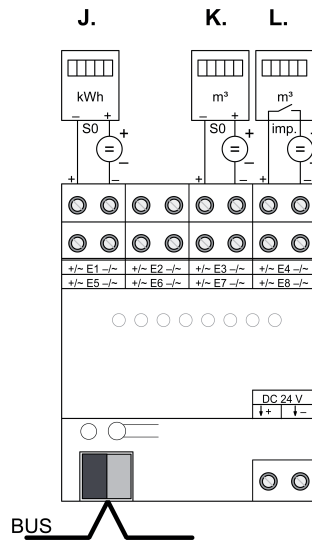 J. K. L.
kWh m³ m³
– + – +
S0 S0 imp.
+ + +
= = =
– – –
+ – + – + –
+/~ E1 –/~ +/~ E2 –/~ +/~ E3 –/~ +/~ E4 –/~
+/~ E5 –/~ +/~ E6 –/~ +/~ E7 –/~ +/~ E8 –/~
DC 24 V
+ –
BUS